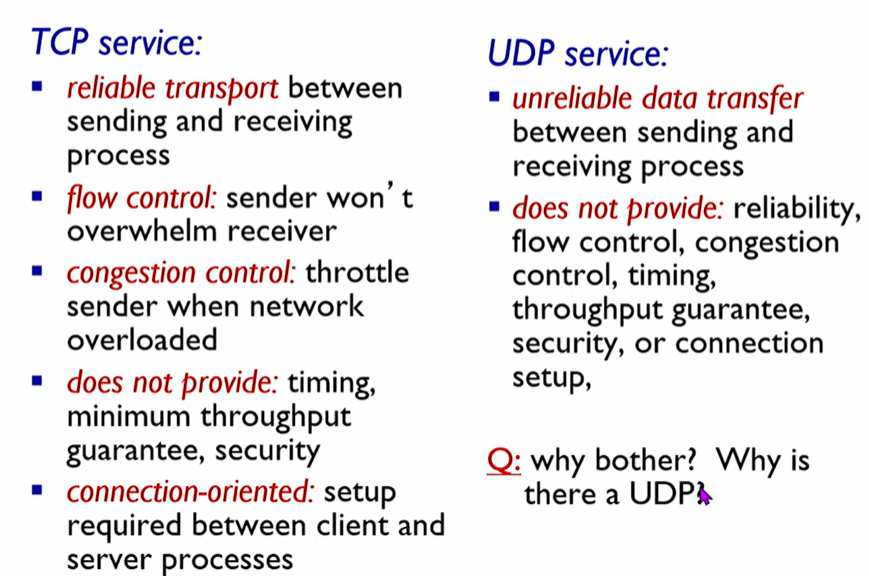 TCP service:
reliable transport between
sending and receiving
process
flow control: sender won’ t
overwhelm receiver
congestion control: throttle
sender when network
overloaded
does not provide: timing,
minimum throughput
guarantee, security
connection-oriented: setup
required between client and
server processes
UDP service:
unreliable data transfer
between sending and
receiving process
does not provide: reliability,
flow control, congestion
control, timing,
throughput guarantee,
security, or connection
setup,
Q: why bother? Why is
there a UDP?